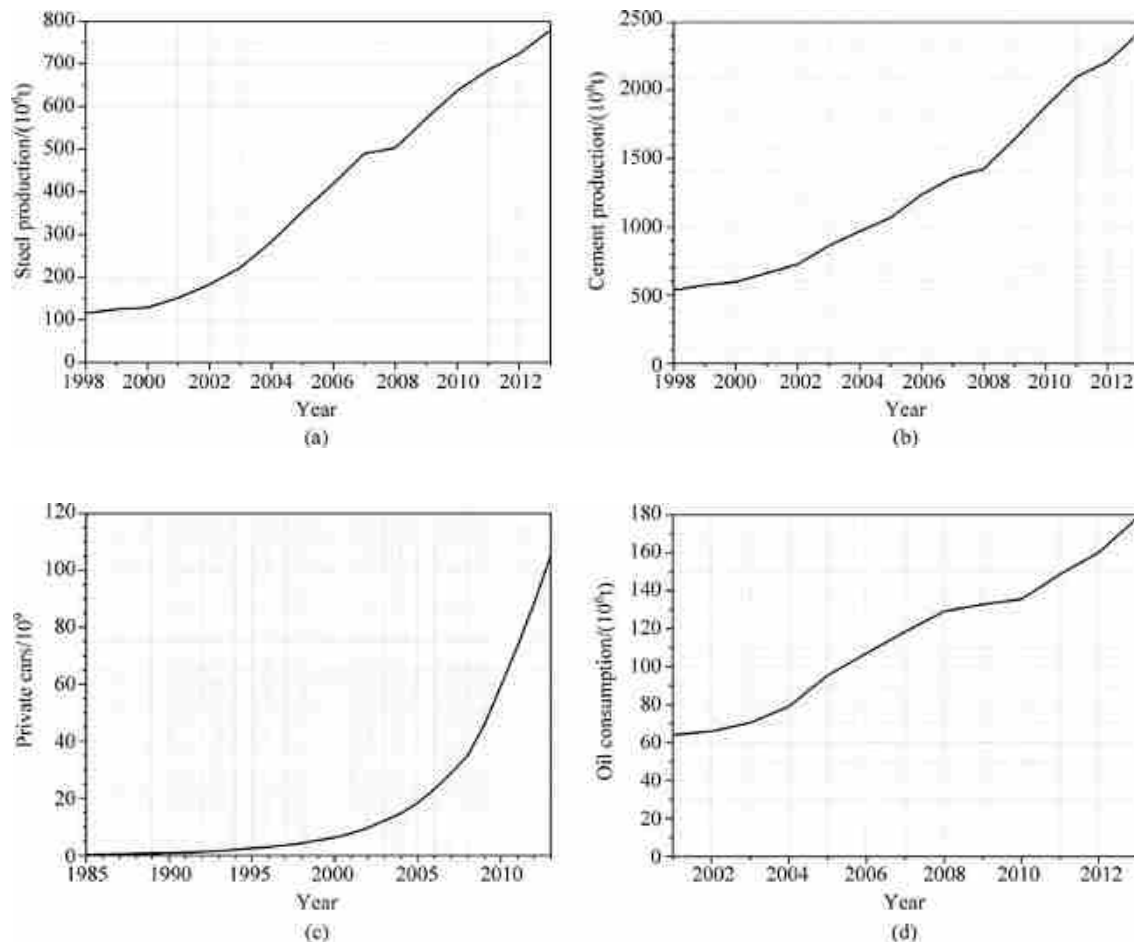 800
700
600
500
400
300
200
100
0
Steel production/(10⁶t)
1998 2000 2002 2004 2006 2008 2010 2012
Year
(a)
2500
2000
1500
1000
500
0
Cement production/(10⁶t)
1998 2000 2002 2004 2006 2008 2010 2012
Year
(b)
120
100
80
60
40
20
0
Private cars/10⁶
1985 1990 1995 2000 2005 2010
Year
(c)
180
160
140
120
100
80
60
40
20
0
Oil consumption/(10⁶t)
2002 2004 2006 2008 2010 2012
Year
(d)